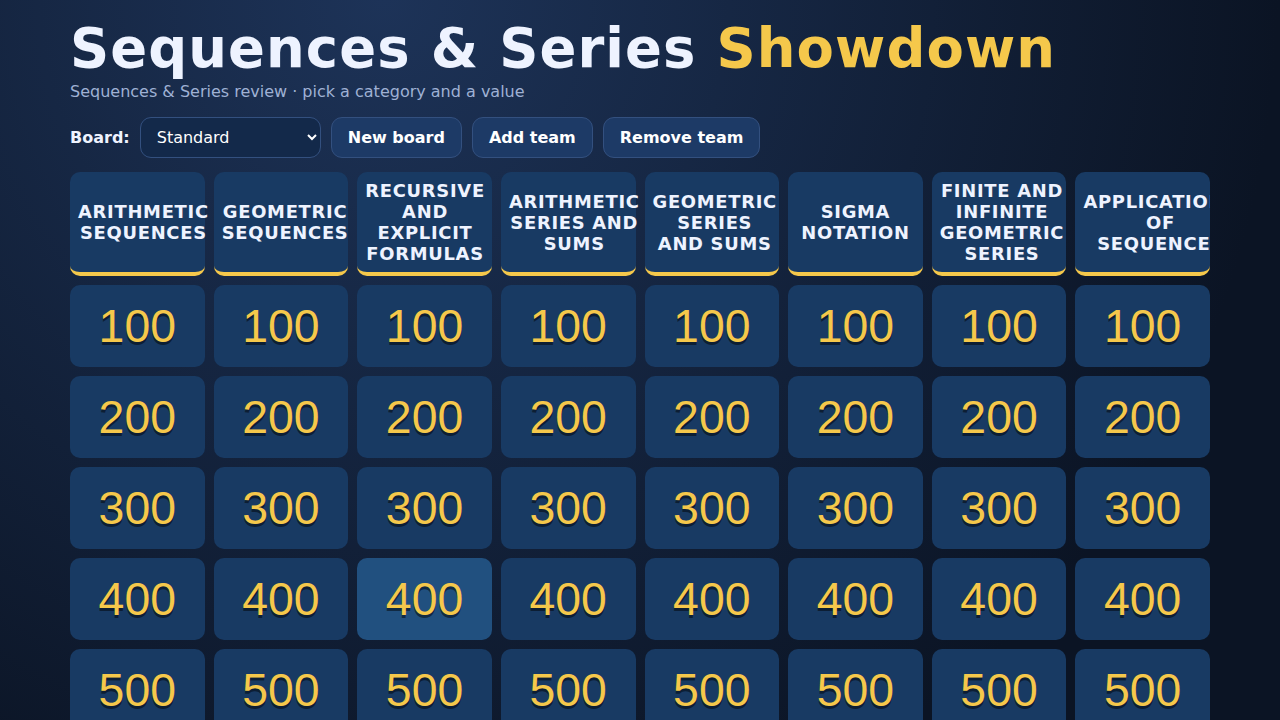 Sequences & Series Showdown
Sequences & Series review · pick a category and a value
Board: Standard New board Add team Remove team
ARITHMETIC SEQUENCES
GEOMETRIC SEQUENCES
RECURSIVE AND EXPLICIT FORMULAS
ARITHMETIC SERIES AND SUMS
GEOMETRIC SERIES AND SUMS
SIGMA NOTATION
FINITE AND INFINITE GEOMETRIC SERIES
APPLICATIO OF SEQUENCE
100 100 100 100 100 100 100 100
200 200 200 200 200 200 200 200
300 300 300 300 300 300 300 300
400 400 400 400 400 400 400 400
500 500 500 500 500 500 500 500